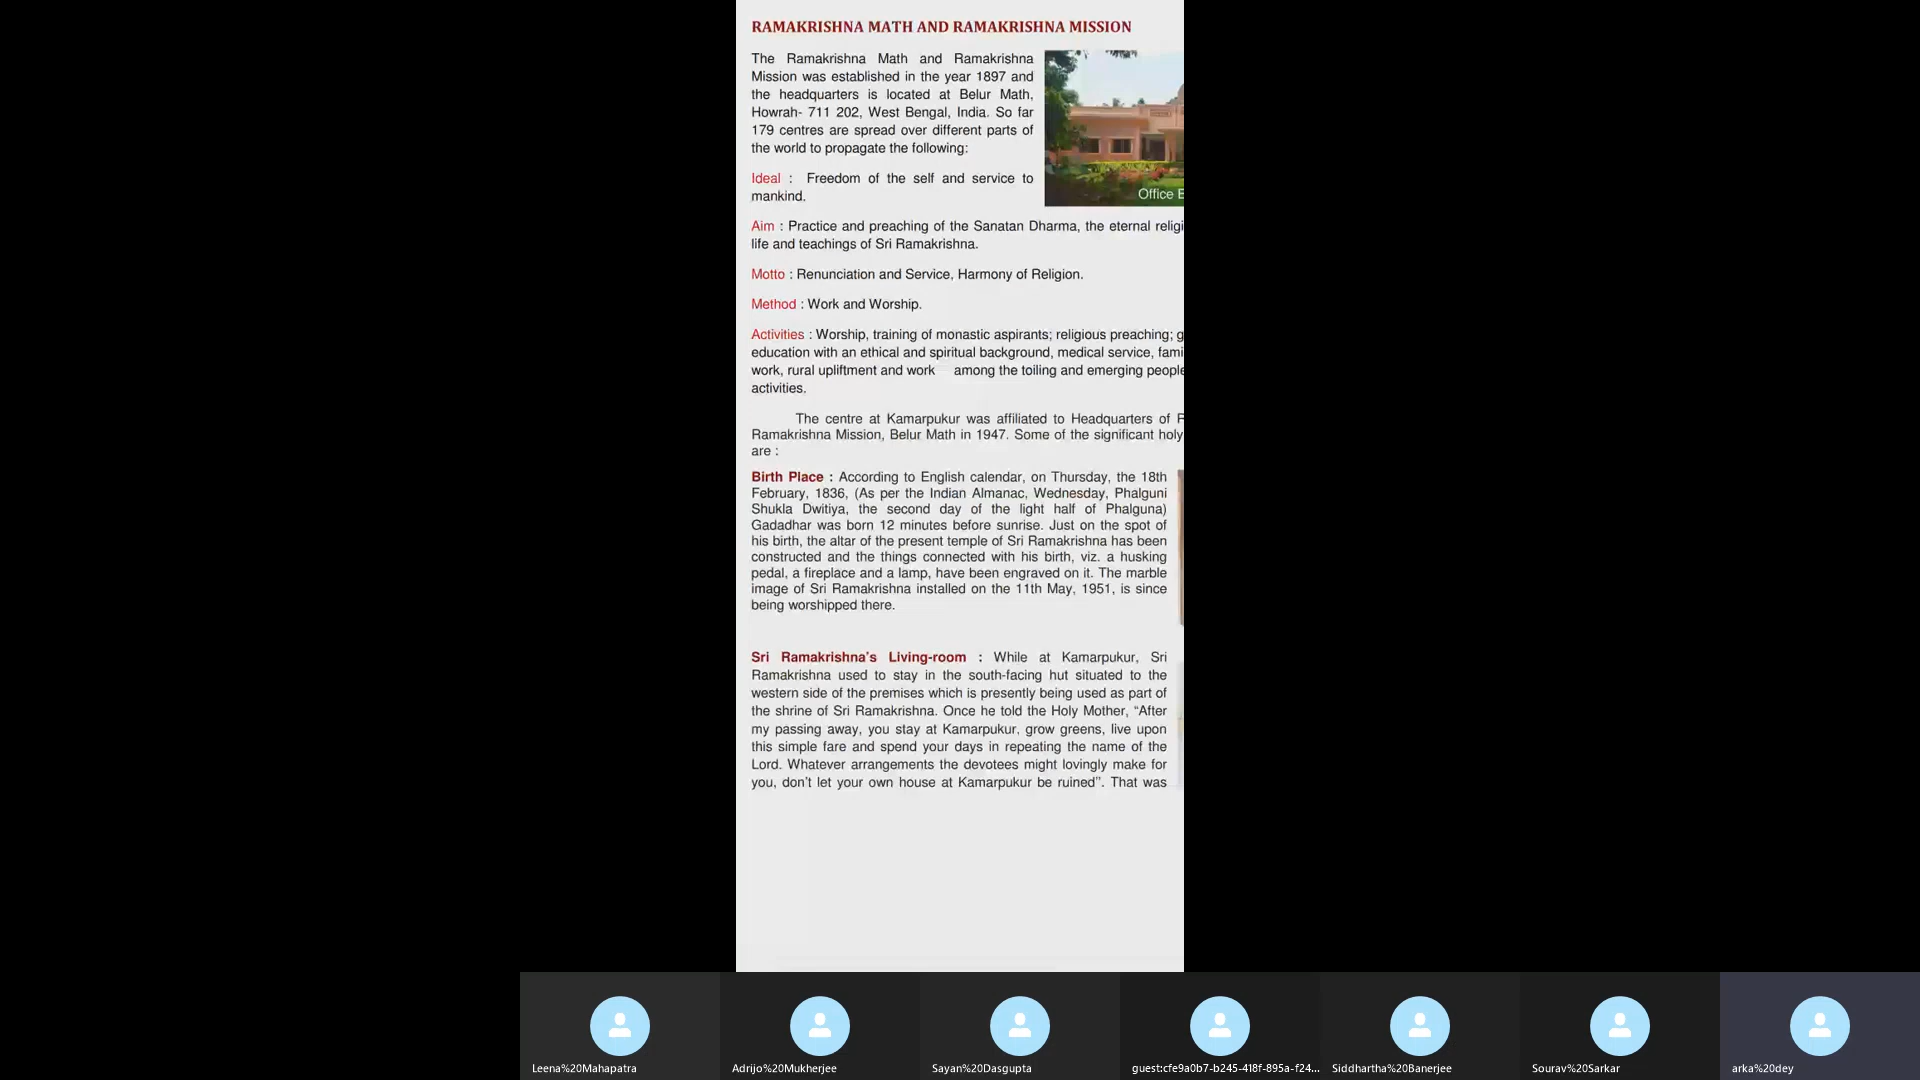 RAMAKRISHNA MATH AND RAMAKRISHNA MISSION
The Ramakrishna Math and Ramakrishna
Mission was established in the year 1897 and
the headquarters is located at Belur Math,
Howrah- 711 202, West Bengal, India. So far
179 centres are spread over different parts of
the world to propagate the following:
Office
Ideal : Freedom of the self and service to
mankind.
Aim : Practice and preaching of the Sanatan Dharma, the eternal religi
life and teachings of Sri Ramakrishna.
Motto : Renunciation and Service, Harmony of Religion.
Method : Work and Worship.
Activities : Worship, training of monastic aspirants; religious preaching; g
education with an ethical and spiritual background, medical service, fami
work, rural upliftment and work among the toiling and emerging people
activities.
The centre at Kamarpukur was affiliated to Headquarters of R
Ramakrishna Mission, Belur Math in 1947. Some of the significant holy
are :
Birth Place : According to English calendar, on Thursday, the 18th
February, 1836, (As per the Indian Almanac, Wednesday, Phalguni
Shukla Dwitiya, the second day of the light half of Phalguna)
Gadadhar was born 12 minutes before sunrise. Just on the spot of
his birth, the altar of the present temple of Sri Ramakrishna has been
constructed and the things connected with his birth, viz. a husking
pedal, a fireplace and a lamp, have been engraved on it. The marble
image of Sri Ramakrishna installed on the 11th May, 1951, is since
being worshipped there.
Sri Ramakrishna's Living-room : While at Kamarpukur, Sri
Ramakrishna used to stay in the south-facing hut situated to the
western side of the premises which is presently being used as part of
the shrine of Sri Ramakrishna. Once he told the Holy Mother, “After
my passing away, you stay at Kamarpukur, grow greens, live upon
this simple fare and spend your days in repeating the name of the
Lord. Whatever arrangements the devotees might lovingly make for
you, don't let your own house at Kamarpukur be ruined”. That was
Leena%20Mahapatra
Adrijo%20Mukherjee
Sayan%20Dasgupta
guest:cfe9a0b7-b245-418f-895a-f24...
Siddhartha%20Banerjee
Sourav%20Sarkar
arka%20dey